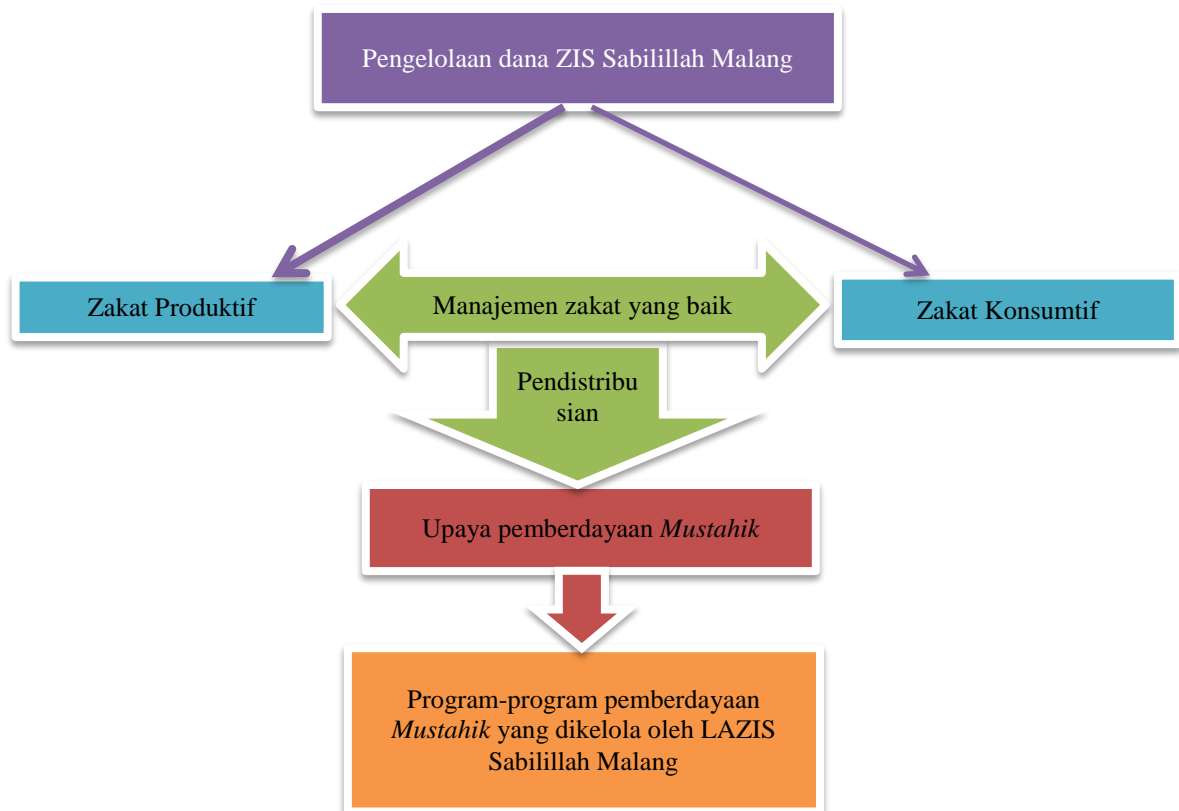 Pengelolaan dana ZIS Sabilillah Malang
Zakat Produktif
Manajemen zakat yang baik
Zakat Konsumtif
Pendistribu
sian
Upaya pemberdayaan Mustahik
Program-program pemberdayaan
Mustahik yang dikelola oleh LAZIS
Sabilillah Malang